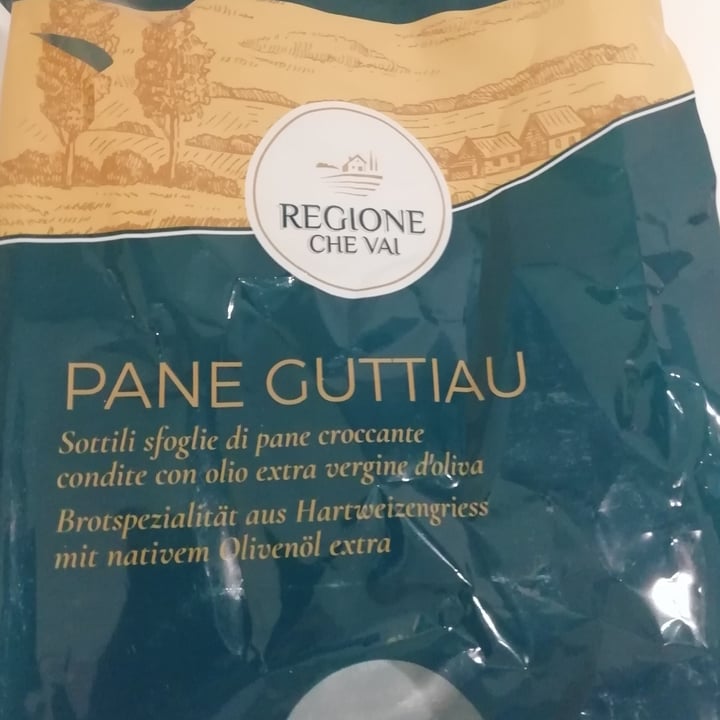 REGIONE
CHE VAI
PANE GUTTIAU
Sottili sfoglie di pane croccante
condite con olio extra vergine d'oliva
Brotspezialität aus Hartweizengriess
mit nativem Olivenöl extra